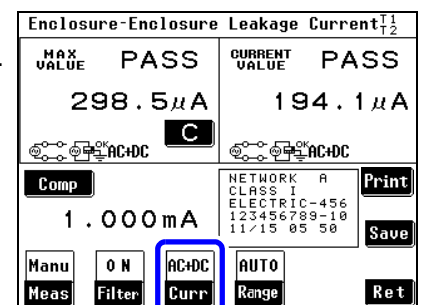 Enclosure-Enclosure Leakage Current T1 T2
MAX VALUE PASS
298.5μA
C
OK AC+DC
CURRENT VALUE PASS
194.1μA
OK AC+DC
Comp
1.000mA
NETWORK A
CLASS I
ELECTRIC-456
123456789-10
11/15 05 50
Print
Save
Manu ON AC+DC AUTO
Meas Filter Curr Range Ret